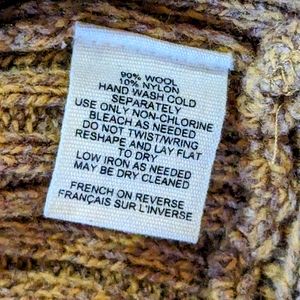 90% WOOL
10% NYLON
HAND WASH COLD
SEPARATELY
USE ONLY NON-CHLORINE
BLEACH AS NEEDED
DO NOT TWIST/WRING
RESHAPE AND LAY FLAT
TO DRY
LOW IRON AS NEEDED
MAY BE DRY CLEANED
FRENCH ON REVERSE
FRANÇAIS SUR L'INVERSE